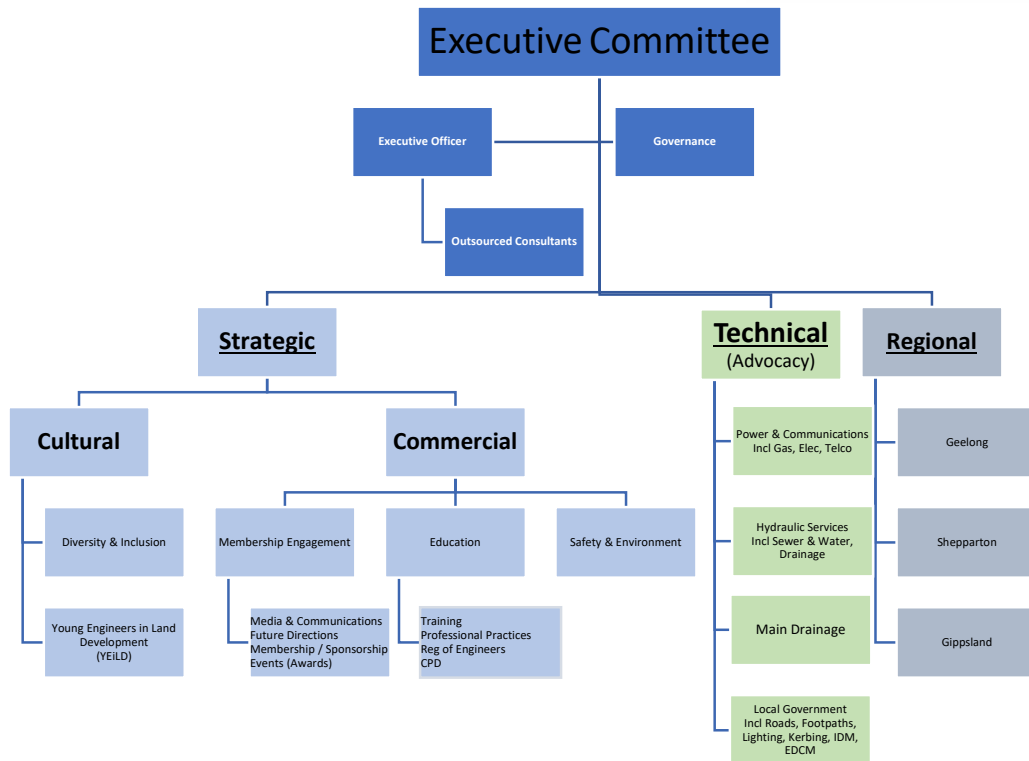 Executive Committee
Executive Officer
Governance
Outsourced Consultants
Strategic
Technical
(Advocacy)
Regional
Cultural
Commercial
Power & Communications
Incl Gas, Elec, Telco
Geelong
Diversity & Inclusion
Membership Engagement
Education
Safety & Environment
Hydraulic Services
Incl Sewer & Water,
Drainage
Shepparton
Young Engineers in Land
Development
(YEiLD)
Media & Communications
Future Directions
Membership / Sponsorship
Events (Awards)
Training
Professional Practices
Reg of Engineers
CPD
Main Drainage
Gippsland
Local Government
Incl Roads, Footpaths,
Lighting, Kerbing, IDM,
EDCM